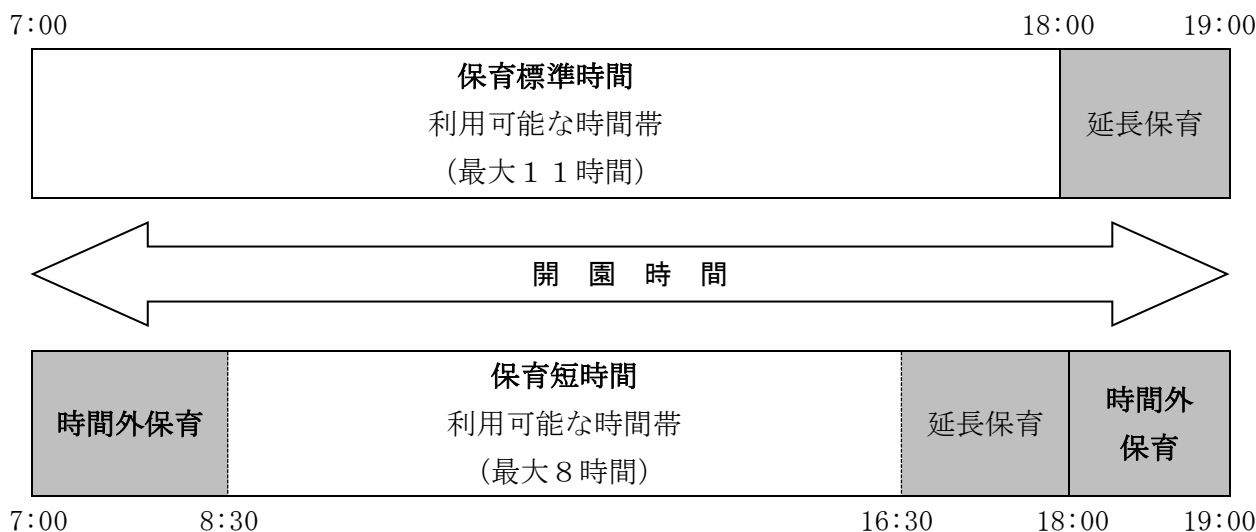 7:00 18:00 19:00
保育標準時間
利用可能な時間帯
(最大１１時間)
延長保育
開 園 時 間
時間外保育
保育短時間
利用可能な時間帯
(最大８時間)
延長保育
時間外
保育
7:00 8:30 16:30 18:00 19:00